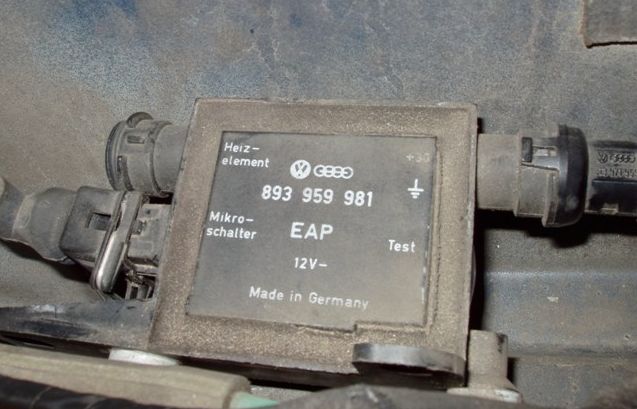 Heiz-
element
+30
893 959 981
Mikro-
schalter
EAP
Test
12V-
Made in Germany